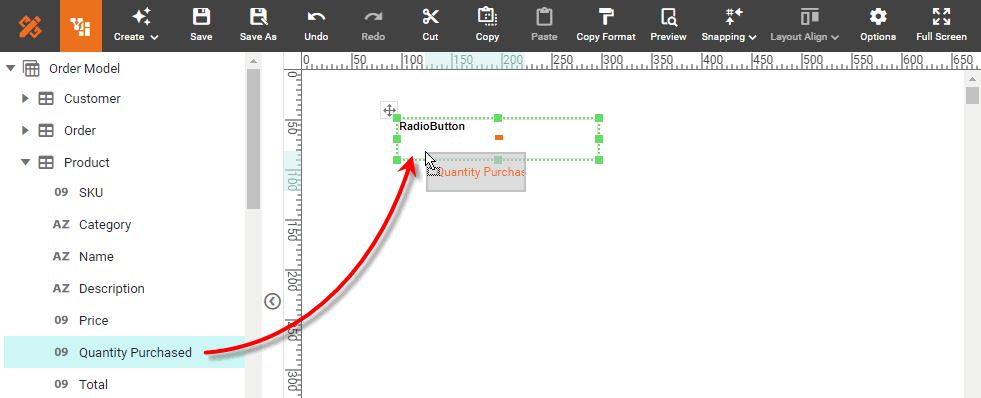 Create Save Save As Undo Redo Cut Copy Paste Copy Format Preview Snapping Layout Align Options Full Screen
Order Model
Customer
Order
Product
09 SKU
AZ Category
AZ Name
AZ Description
09 Price
09 Quantity Purchased
09 Total
0 50 100 150 200 250 300 350 400 450 500 550 600 650
0
50
100
150
200
250
300
RadioButton
Quantity Purchas